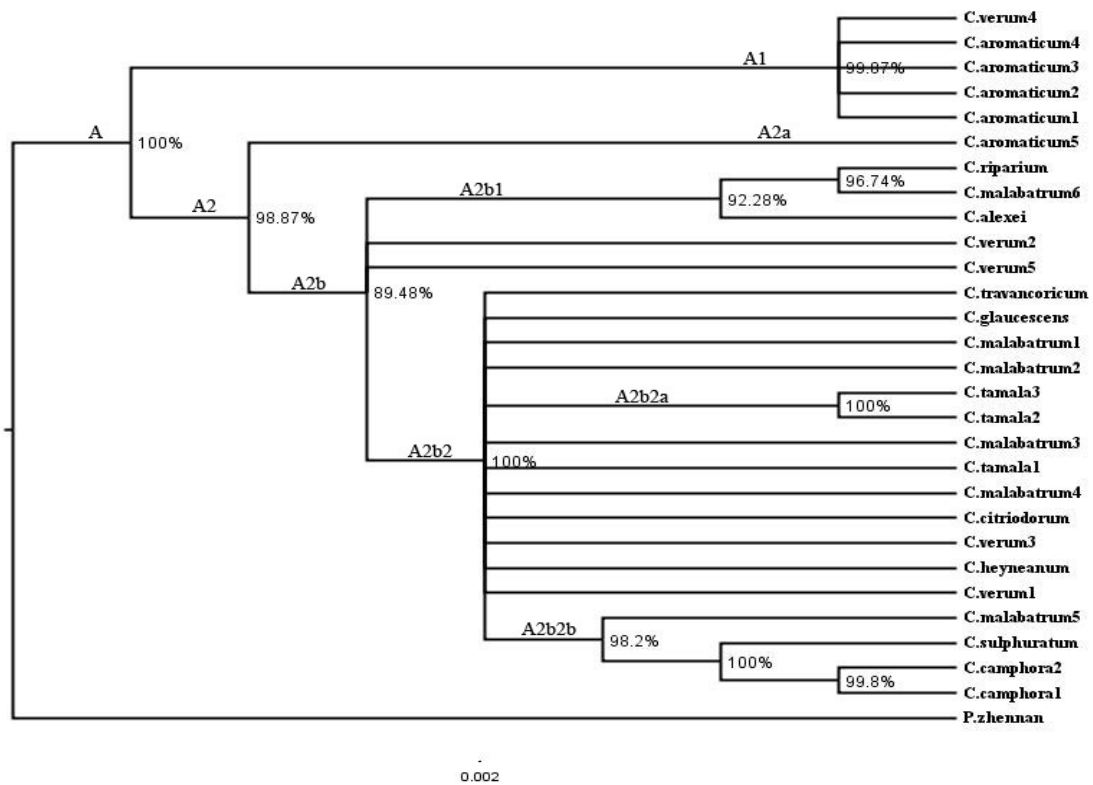 C.verum4
C.aromaticum4
A1
99.87%
C.aromaticum3
C.aromaticum2
C.aromaticum1
A
100%
A2a
C.aromaticum5
C.riparium
96.74%
A2b1
C.malabatrum6
92.28%
A2
98.87%
C.alexei
C.verum2
C.verum5
A2b
89.48%
C.travancoricum
C.glaucescens
C.malabatrum1
C.malabatrum2
C.tamala3
A2b2a
100%
C.tamala2
C.malabatrum3
A2b2
100%
C.tamala1
C.malabatrum4
C.citriodorum
C.verum3
C.heyneanum
C.verum1
C.malabatrum5
A2b2b
98.2%
C.sulphuratum
100%
C.camphora2
99.8%
C.camphora1
P.zhennan
0.002